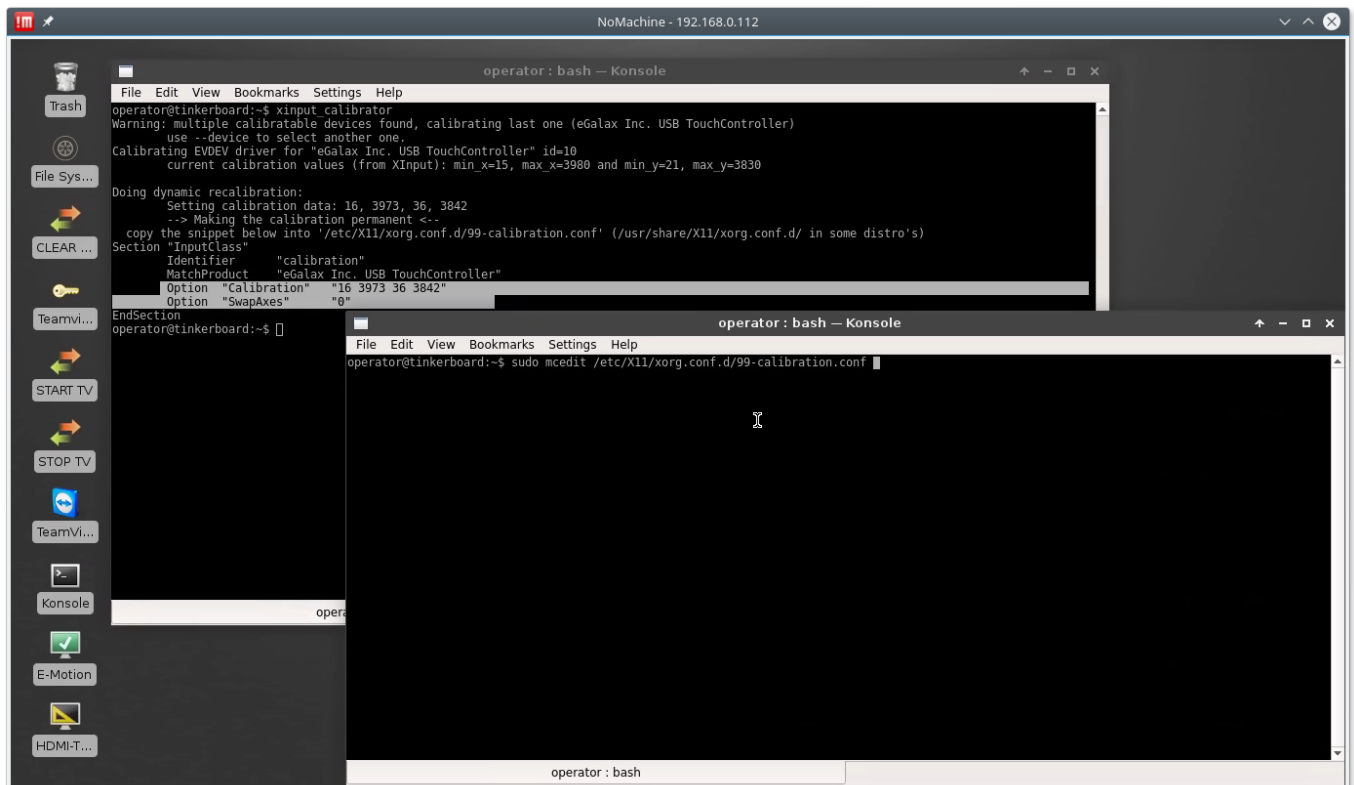 !M
NoMachine - 192.168.0.112
Trash
File Sys...
CLEAR ...
Teamvi...
START TV
STOP TV
TeamVi...
Konsole
E-Motion
HDMI-T...
operator : bash — Konsole
File Edit View Bookmarks Settings Help
operator@tinkerboard:~$ xinput_calibrator
Warning: multiple calibratable devices found, calibrating last one (eGalax Inc. USB TouchController)
use --device to select another one.
Calibrating EVDEV driver for "eGalax Inc. USB TouchController" id=10
current calibration values (from XInput): min_x=15, max_x=3980 and min_y=21, max_y=3830
Doing dynamic recalibration:
Setting calibration data: 16, 3973, 36, 3842
--> Making the calibration permanent <--
copy the snippet below into '/etc/X11/xorg.conf.d/99-calibration.conf' (/usr/share/X11/xorg.conf.d/ in some distro's)
Section "InputClass"
Identifier "calibration"
MatchProduct "eGalax Inc. USB TouchController"
Option "Calibration" "16 3973 36 3842"
Option "SwapAxes" "0"
EndSection
operator@tinkerboard:~$
opera
operator : bash — Konsole
File Edit View Bookmarks Settings Help
operator@tinkerboard:~$ sudo mcedit /etc/X11/xorg.conf.d/99-calibration.conf
operator : bash